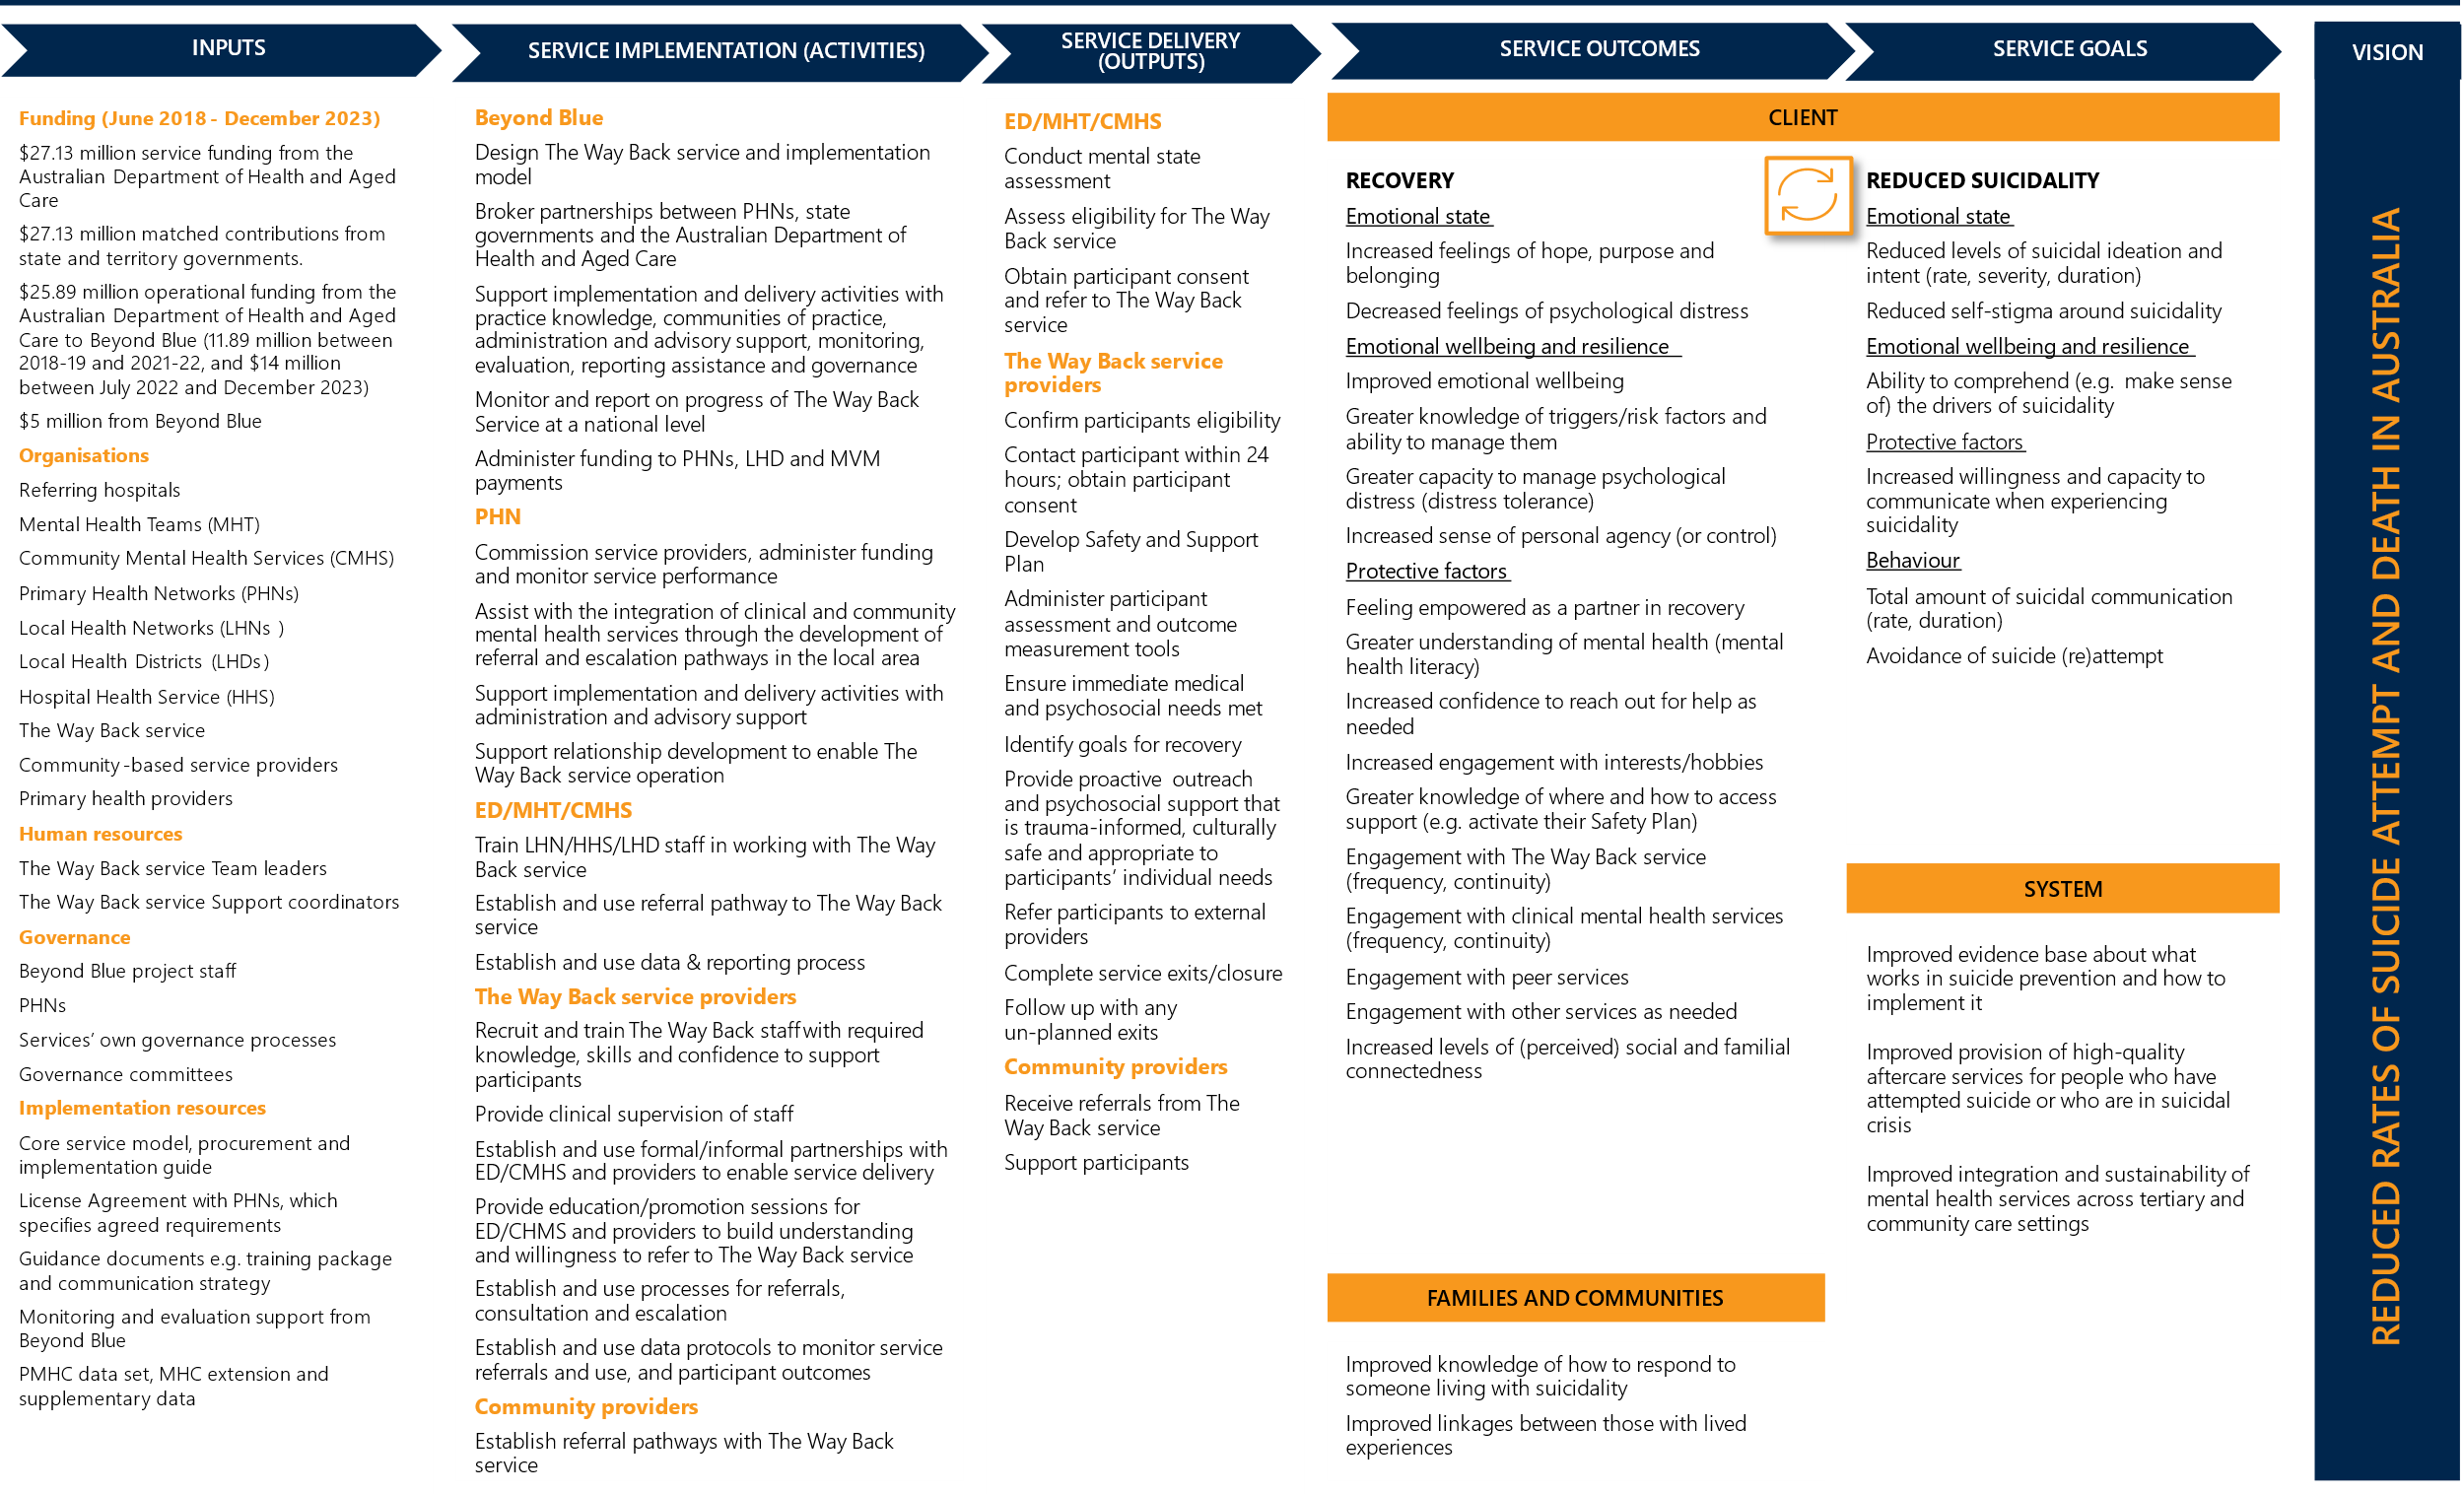 INPUTS
Funding (June 2018 - December 2023)
$27.13 million service funding from the
Australian Department of Health and Aged
Care
$27.13 million matched contributions from
state and territory governments.
$25.89 million operational funding from the
Australian Department of Health and Aged
Care to Beyond Blue (11.89 million between
2018-19 and 2021-22, and $14 million
between July 2022 and December 2023)
$5 million from Beyond Blue
Organisations
Referring hospitals
Mental Health Teams (MHT)
Community Mental Health Services (CMHS)
Primary Health Networks (PHNs)
Local Health Networks (LHNs )
Local Health Districts (LHDs)
Hospital Health Service (HHS)
The Way Back service
Community-based service providers
Primary health providers
Human resources
The Way Back service Team leaders
The Way Back service Support coordinators
Governance
Beyond Blue project staff
PHNs
Services’ own governance processes
Governance committees
Implementation resources
Core service model, procurement and
implementation guide
License Agreement with PHNs, which
specifies agreed requirements
Guidance documents e.g. training package
and communication strategy
Monitoring and evaluation support from
Beyond Blue
PMHC data set, MHC extension and
supplementary data
SERVICE IMPLEMENTATION (ACTIVITIES)
Beyond Blue
Design The Way Back service and implementation
model
Broker partnerships between PHNs, state
governments and the Australian Department of
Health and Aged Care
Support implementation and delivery activities with
practice knowledge, communities of practice,
administration and advisory support, monitoring,
evaluation, reporting assistance and governance
Monitor and report on progress of The Way Back
Service at a national level
Administer funding to PHNs, LHD and MVM
payments
PHN
Commission service providers, administer funding
and monitor service performance
Assist with the integration of clinical and community
mental health services through the development of
referral and escalation pathways in the local area
Support implementation and delivery activities with
administration and advisory support
Support relationship development to enable The
Way Back service operation
ED/MHT/CMHS
Train LHN/HHS/LHD staff in working with The Way
Back service
Establish and use referral pathway to The Way Back
service
Establish and use data & reporting process
The Way Back service providers
Recruit and train The Way Back staff with required
knowledge, skills and confidence to support
participants
Provide clinical supervision of staff
Establish and use formal/informal partnerships with
ED/CMHS and providers to enable service delivery
Provide education/promotion sessions for
ED/CHMS and providers to build understanding
and willingness to refer to The Way Back service
Establish and use processes for referrals,
consultation and escalation
Establish and use data protocols to monitor service
referrals and use, and participant outcomes
Community providers
Establish referral pathways with The Way Back
service
SERVICE DELIVERY
(OUTPUTS)
ED/MHT/CMHS
Conduct mental state
assessment
Assess eligibility for The Way
Back service
Obtain participant consent
and refer to The Way Back
service
The Way Back service
providers
Confirm participants eligibility
Contact participant within 24
hours; obtain participant
consent
Develop Safety and Support
Plan
Administer participant
assessment and outcome
measurement tools
Ensure immediate medical
and psychosocial needs met
Identify goals for recovery
Provide proactive outreach
and psychosocial support that
is trauma-informed, culturally
safe and appropriate to
participants’ individual needs
Refer participants to external
providers
Complete service exits/closure
Follow up with any
un-planned exits
Community providers
Receive referrals from The
Way Back service
Support participants
SERVICE OUTCOMES
SERVICE GOALS
CLIENT
RECOVERY
Emotional state
Increased feelings of hope, purpose and
belonging
Decreased feelings of psychological distress
Emotional wellbeing and resilience
Improved emotional wellbeing
Greater knowledge of triggers/risk factors and
ability to manage them
Greater capacity to manage psychological
distress (distress tolerance)
Increased sense of personal agency (or control)
Protective factors
Feeling empowered as a partner in recovery
Greater understanding of mental health (mental
health literacy)
Increased confidence to reach out for help as
needed
Increased engagement with interests/hobbies
Greater knowledge of where and how to access
support (e.g. activate their Safety Plan)
Engagement with The Way Back service
(frequency, continuity)
Engagement with clinical mental health services
(frequency, continuity)
Engagement with peer services
Engagement with other services as needed
Increased levels of (perceived) social and familial
connectedness
FAMILIES AND COMMUNITIES
Improved knowledge of how to respond to
someone living with suicidality
Improved linkages between those with lived
experiences
REDUCED SUICIDALITY
Emotional state
Reduced levels of suicidal ideation and
intent (rate, severity, duration)
Reduced self-stigma around suicidality
Emotional wellbeing and resilience
Ability to comprehend (e.g. make sense
of) the drivers of suicidality
Protective factors
Increased willingness and capacity to
communicate when experiencing
suicidality
Behaviour
Total amount of suicidal communication
(rate, duration)
Avoidance of suicide (re)attempt
SYSTEM
Improved evidence base about what
works in suicide prevention and how to
implement it
Improved provision of high-quality
aftercare services for people who have
attempted suicide or who are in suicidal
crisis
Improved integration and sustainability of
mental health services across tertiary and
community care settings
VISION
REDUCED RATES OF SUICIDE ATTEMPT AND DEATH IN AUSTRALIA